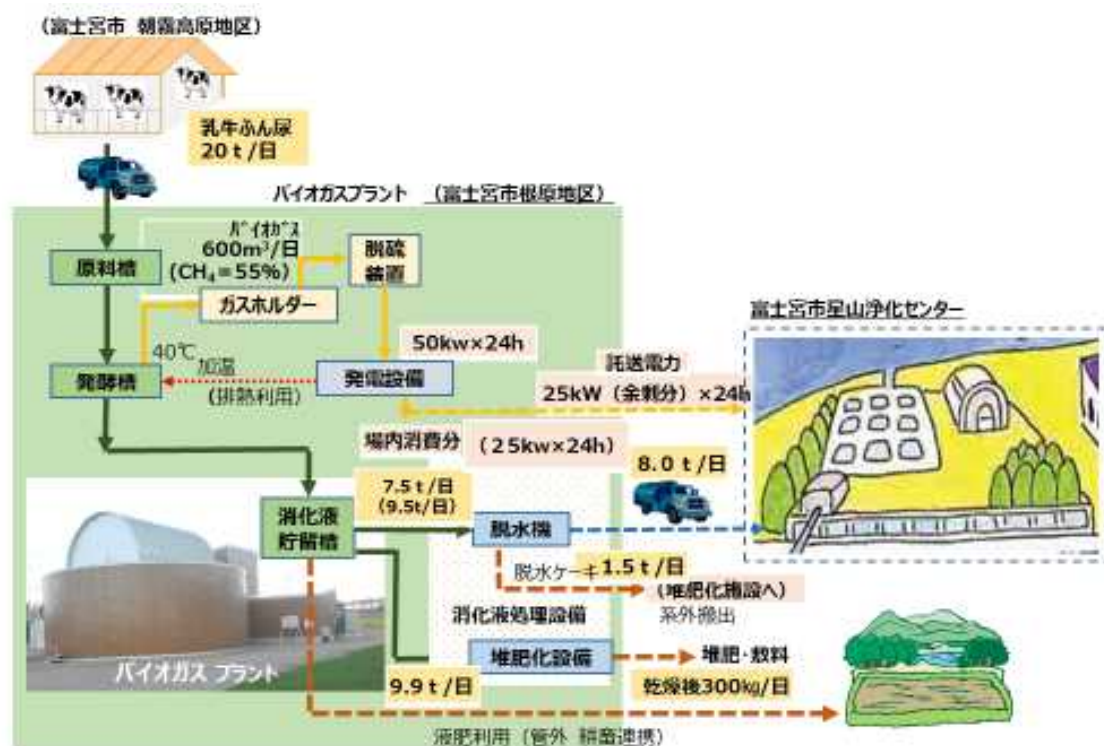 (富士宮市 朝霧高原地区)
乳牛ふん尿
20 t /日
バイオガスプラント (富士宮市根原地区)
バイオガス
600m³/日
(CH₄=55%)
脱硫
装置
原料槽
ガスホルダー
富士宮市星山浄化センター
50kw×24h
託送電力
40℃
加温
発酵槽
発電設備
(排熱利用)
25kW (余剰分) ×24h
場内消費分 (25kw×24h)
8.0 t /日
7.5 t /日
(9.5t/日)
消化液
貯留槽
脱水機
脱水ケーキ
1.5 t /日
(堆肥化施設へ)
系外搬出
消化液処理設備
堆肥化設備
堆肥・敷料
バイオガス プラント
9.9 t /日
乾燥後300㎏/日
液肥利用 (管外 耕畜連携)